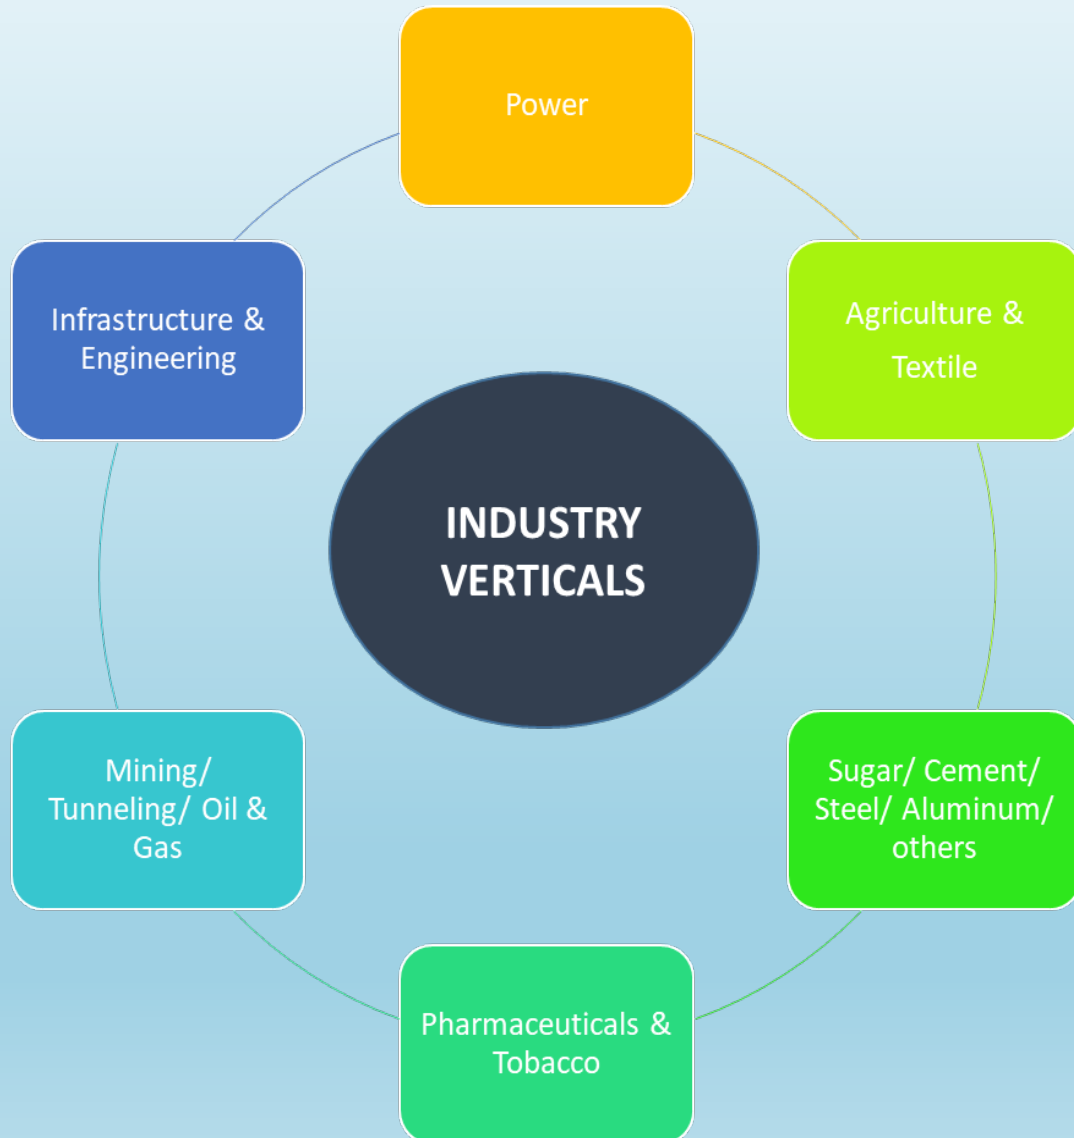 Power
Infrastructure &
Engineering
Agriculture &
Textile
INDUSTRY
VERTICALS
Mining/
Tunneling/ Oil &
Gas
Sugar/ Cement/
Steel/ Aluminum/
others
Pharmaceuticals &
Tobacco